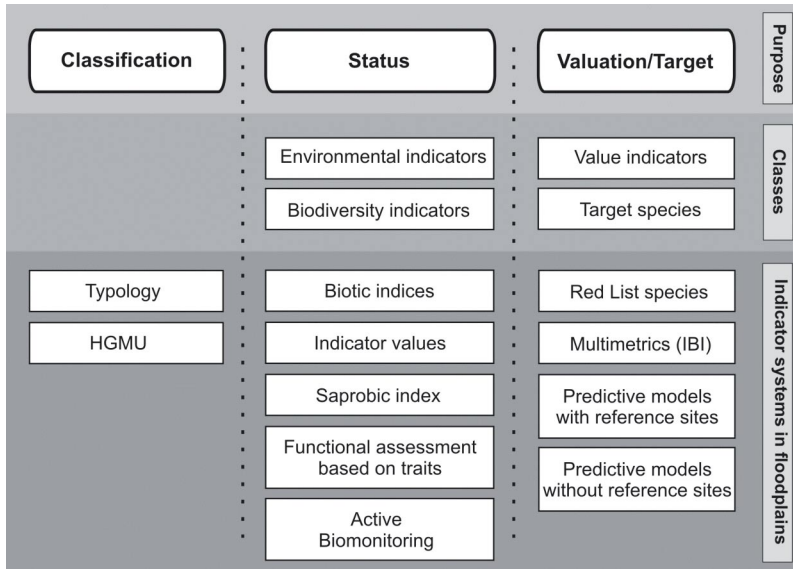 Classification
Status
Valuation/Target
Purpose
Environmental indicators
Value indicators
Biodiversity indicators
Target species
Classes
Typology
Biotic indices
Red List species
HGMU
Indicator values
Multimetrics (IBI)
Saprobic index
Predictive models
with reference sites
Functional assessment
based on traits
Predictive models
without reference sites
Active
Biomonitoring
Indicator systems in floodplains